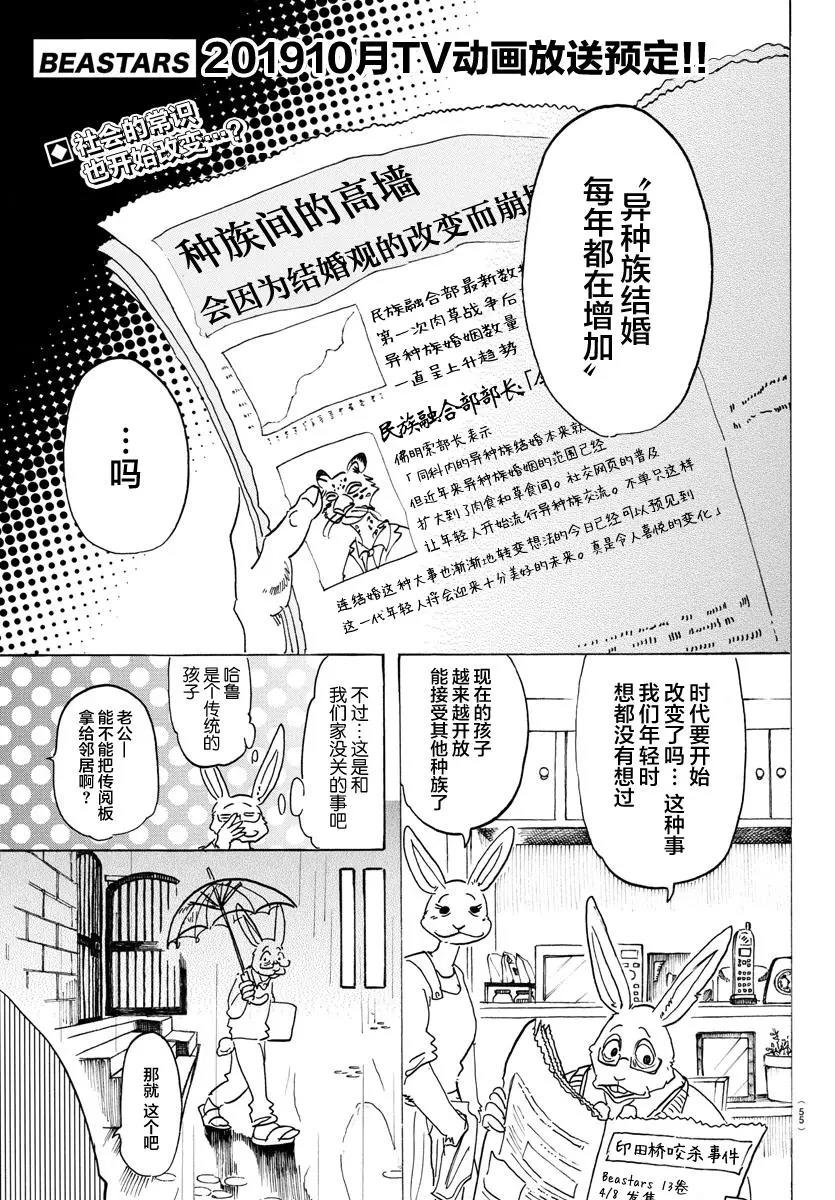 BEASTARS 201910月TV动画放送预定!!
社会的常识
也开始改变…?
〝异种族结婚
每年都在增加〞
种族间的高墙
会因为结婚观的改变而崩
民族融合部最新数
第一次肉草战争后
异种族婚姻数量
一直呈上升趋势
民族融合部部长:「
佛明索部长表示
「同科内的异种族结婚本来就
但近年来异种族婚姻的范围已经
扩大到了肉食和草食间。社交网页的普及
让年轻人开始流行异种族交流。不单只这样
连结婚这种大事也渐渐地转变想法的今日已经可以预见到
这一代年轻人将会迎来十分美好的未来。真是令人喜悦的变化」
…吗
时代要开始
改变了吗…这种事
我们年轻时
想都没有想过
现在的孩子
越来越开放
能接受其他
种族了
不过…这是和
我们家没关的事吧
哈鲁
是个传统的
孩子
老公—
能不能把传阅板
拿给邻居啊?
那就 这个吧
印田桥咬杀事件
Beastars 13卷
4/8 发售
55